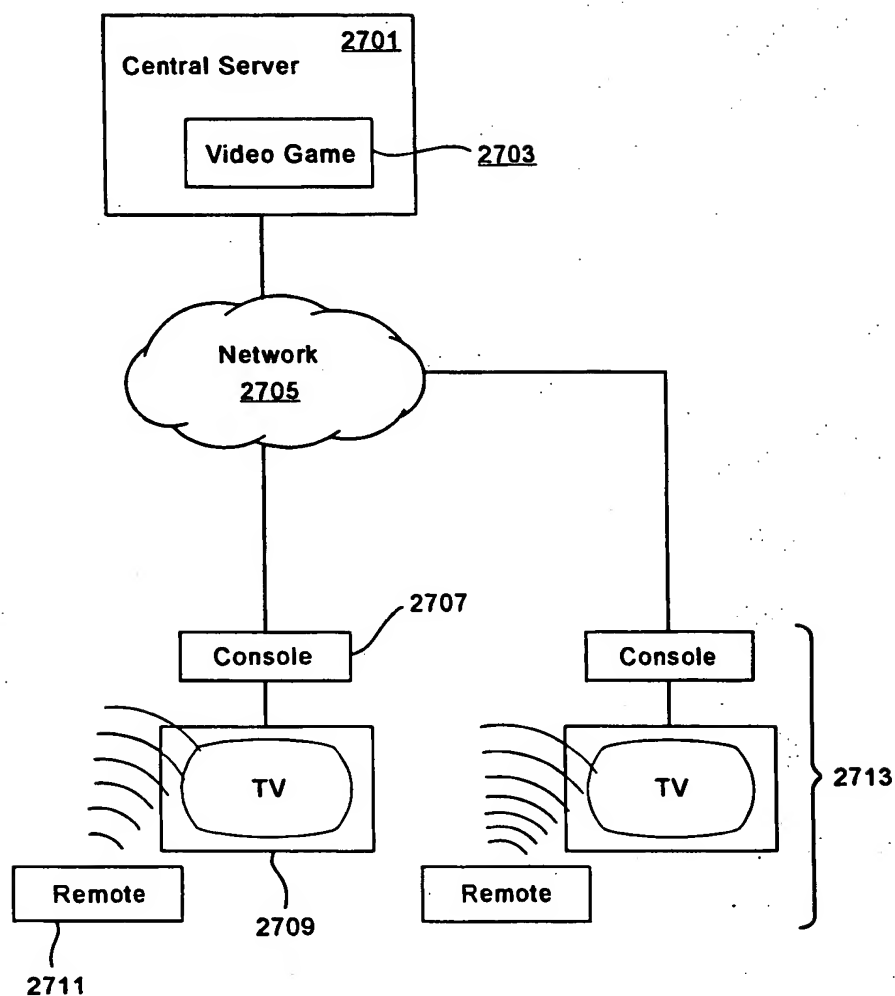 2701
Central Server
Video Game
2703
Network
2705
2707
Console
Console
TV
TV
2713
Remote
2709
Remote
2711